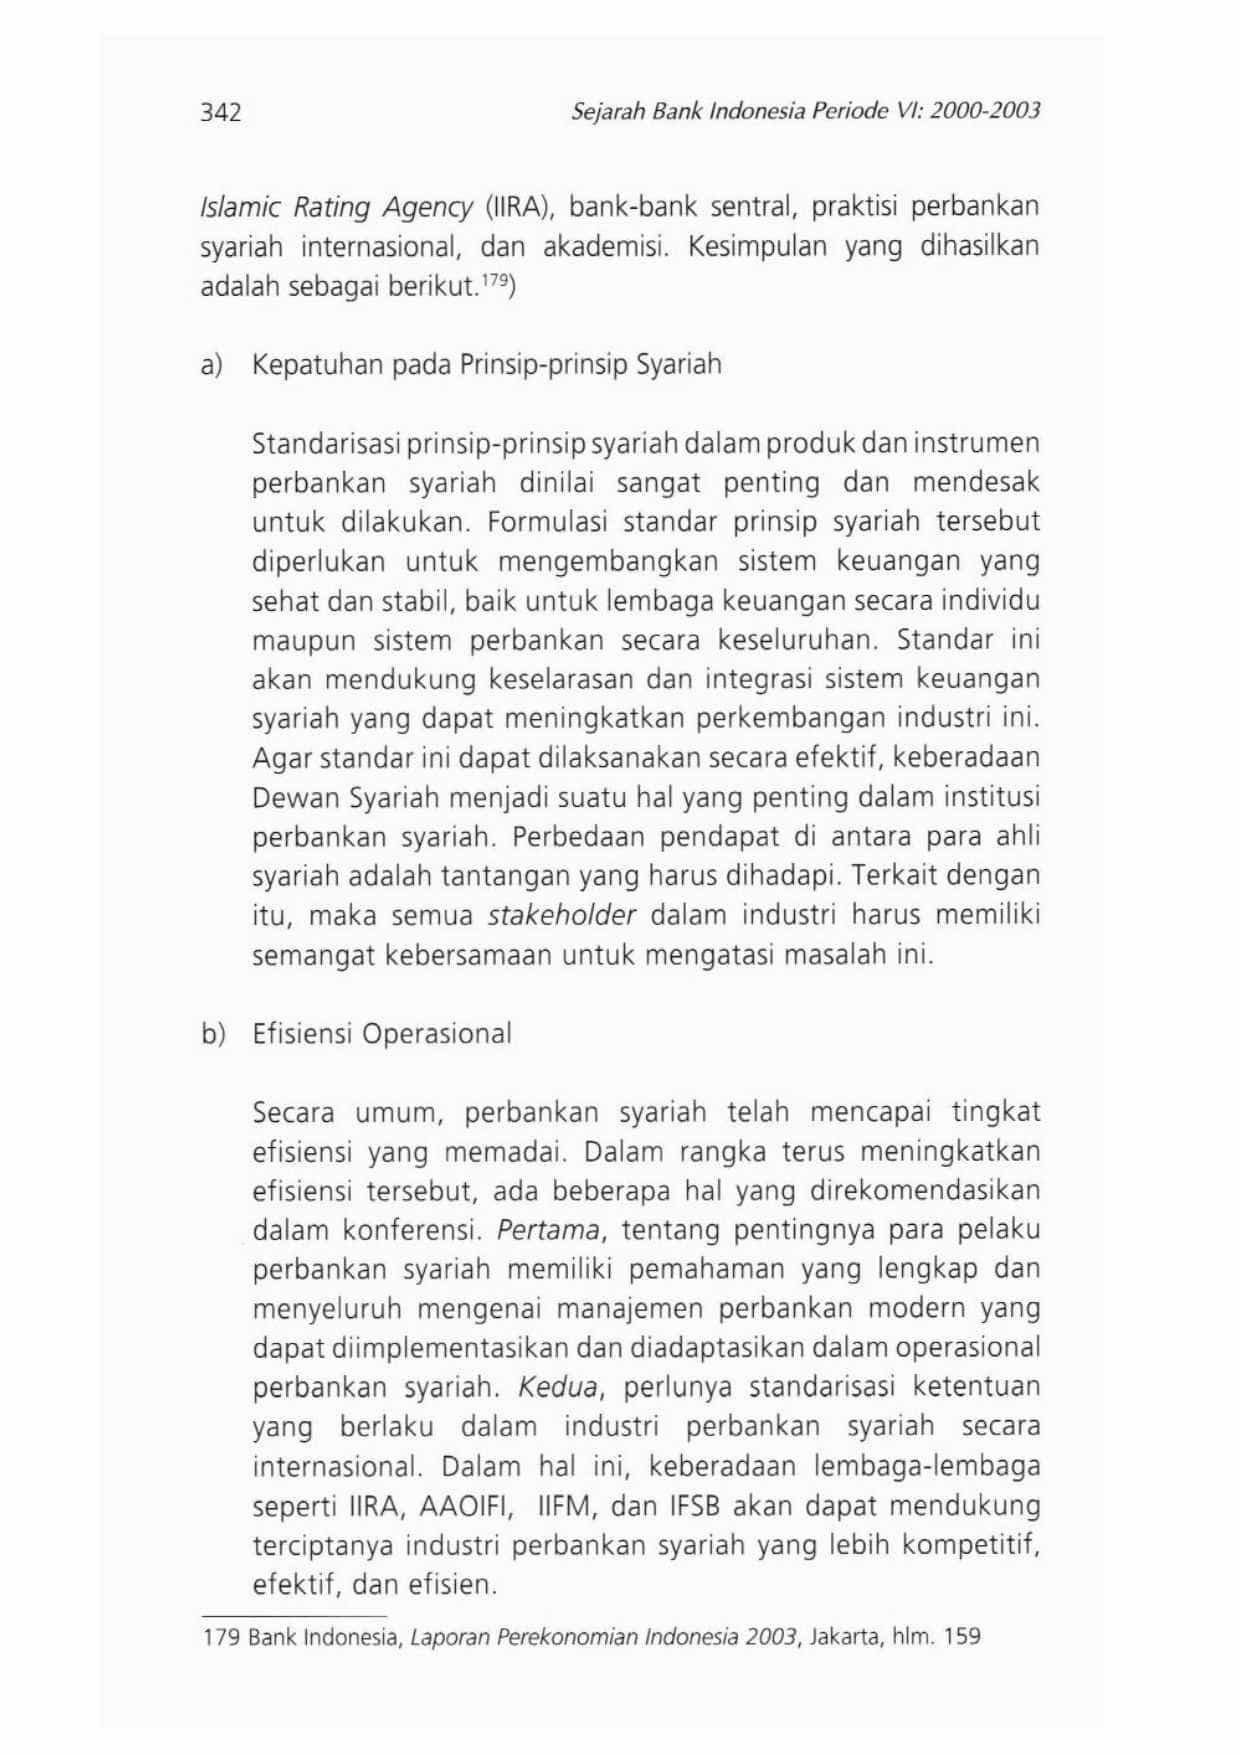 342
Sejarah Bank Indonesia Periode VI: 2000-2003
Islamic Rating Agency (IIRA), bank-bank sentral, praktisi perbankan
syariah internasional, dan akademisi. Kesimpulan yang dihasilkan
adalah sebagai berikut.179)
a) Kepatuhan pada Prinsip-prinsip Syariah
Standarisasi prinsip-prinsip syariah dalam produk dan instrumen
perbankan syariah dinilai sangat penting dan mendesak
untuk dilakukan. Formulasi standar prinsip syariah tersebut
diperlukan untuk mengembangkan sistem keuangan yang
sehat dan stabil, baik untuk lembaga keuangan secara individu
maupun sistem perbankan secara keseluruhan. Standar ini
akan mendukung keselarasan dan integrasi sistem keuangan
syariah yang dapat meningkatkan perkembangan industri ini.
Agar standar ini dapat dilaksanakan secara efektif, keberadaan
Dewan Syariah menjadi suatu hal yang penting dalam institusi
perbankan syariah. Perbedaan pendapat di antara para ahli
syariah adalah tantangan yang harus dihadapi. Terkait dengan
itu, maka semua stakeholder dalam industri harus memiliki
semangat kebersamaan untuk mengatasi masalah ini.
b) Efisiensi Operasional
Secara umum, perbankan syariah telah mencapai tingkat
efisiensi yang memadai. Dalam rangka terus meningkatkan
efisiensi tersebut, ada beberapa hal yang direkomendasikan
dalam konferensi. Pertama, tentang pentingnya para pelaku
perbankan syariah memiliki pemahaman yang lengkap dan
menyeluruh mengenai manajemen perbankan modern yang
dapat diimplementasikan dan diadaptasikan dalam operasional
perbankan syariah. Kedua, perlunya standarisasi ketentuan
yang berlaku dalam industri perbankan syariah secara
internasional. Dalam hal ini, keberadaan lembaga-lembaga
seperti IIRA, AAOIFI, IIFM, dan IFSB akan dapat mendukung
terciptanya industri perbankan syariah yang lebih kompetitif,
efektif, dan efisien.
179 Bank Indonesia, Laporan Perekonomian Indonesia 2003, Jakarta, hlm. 159